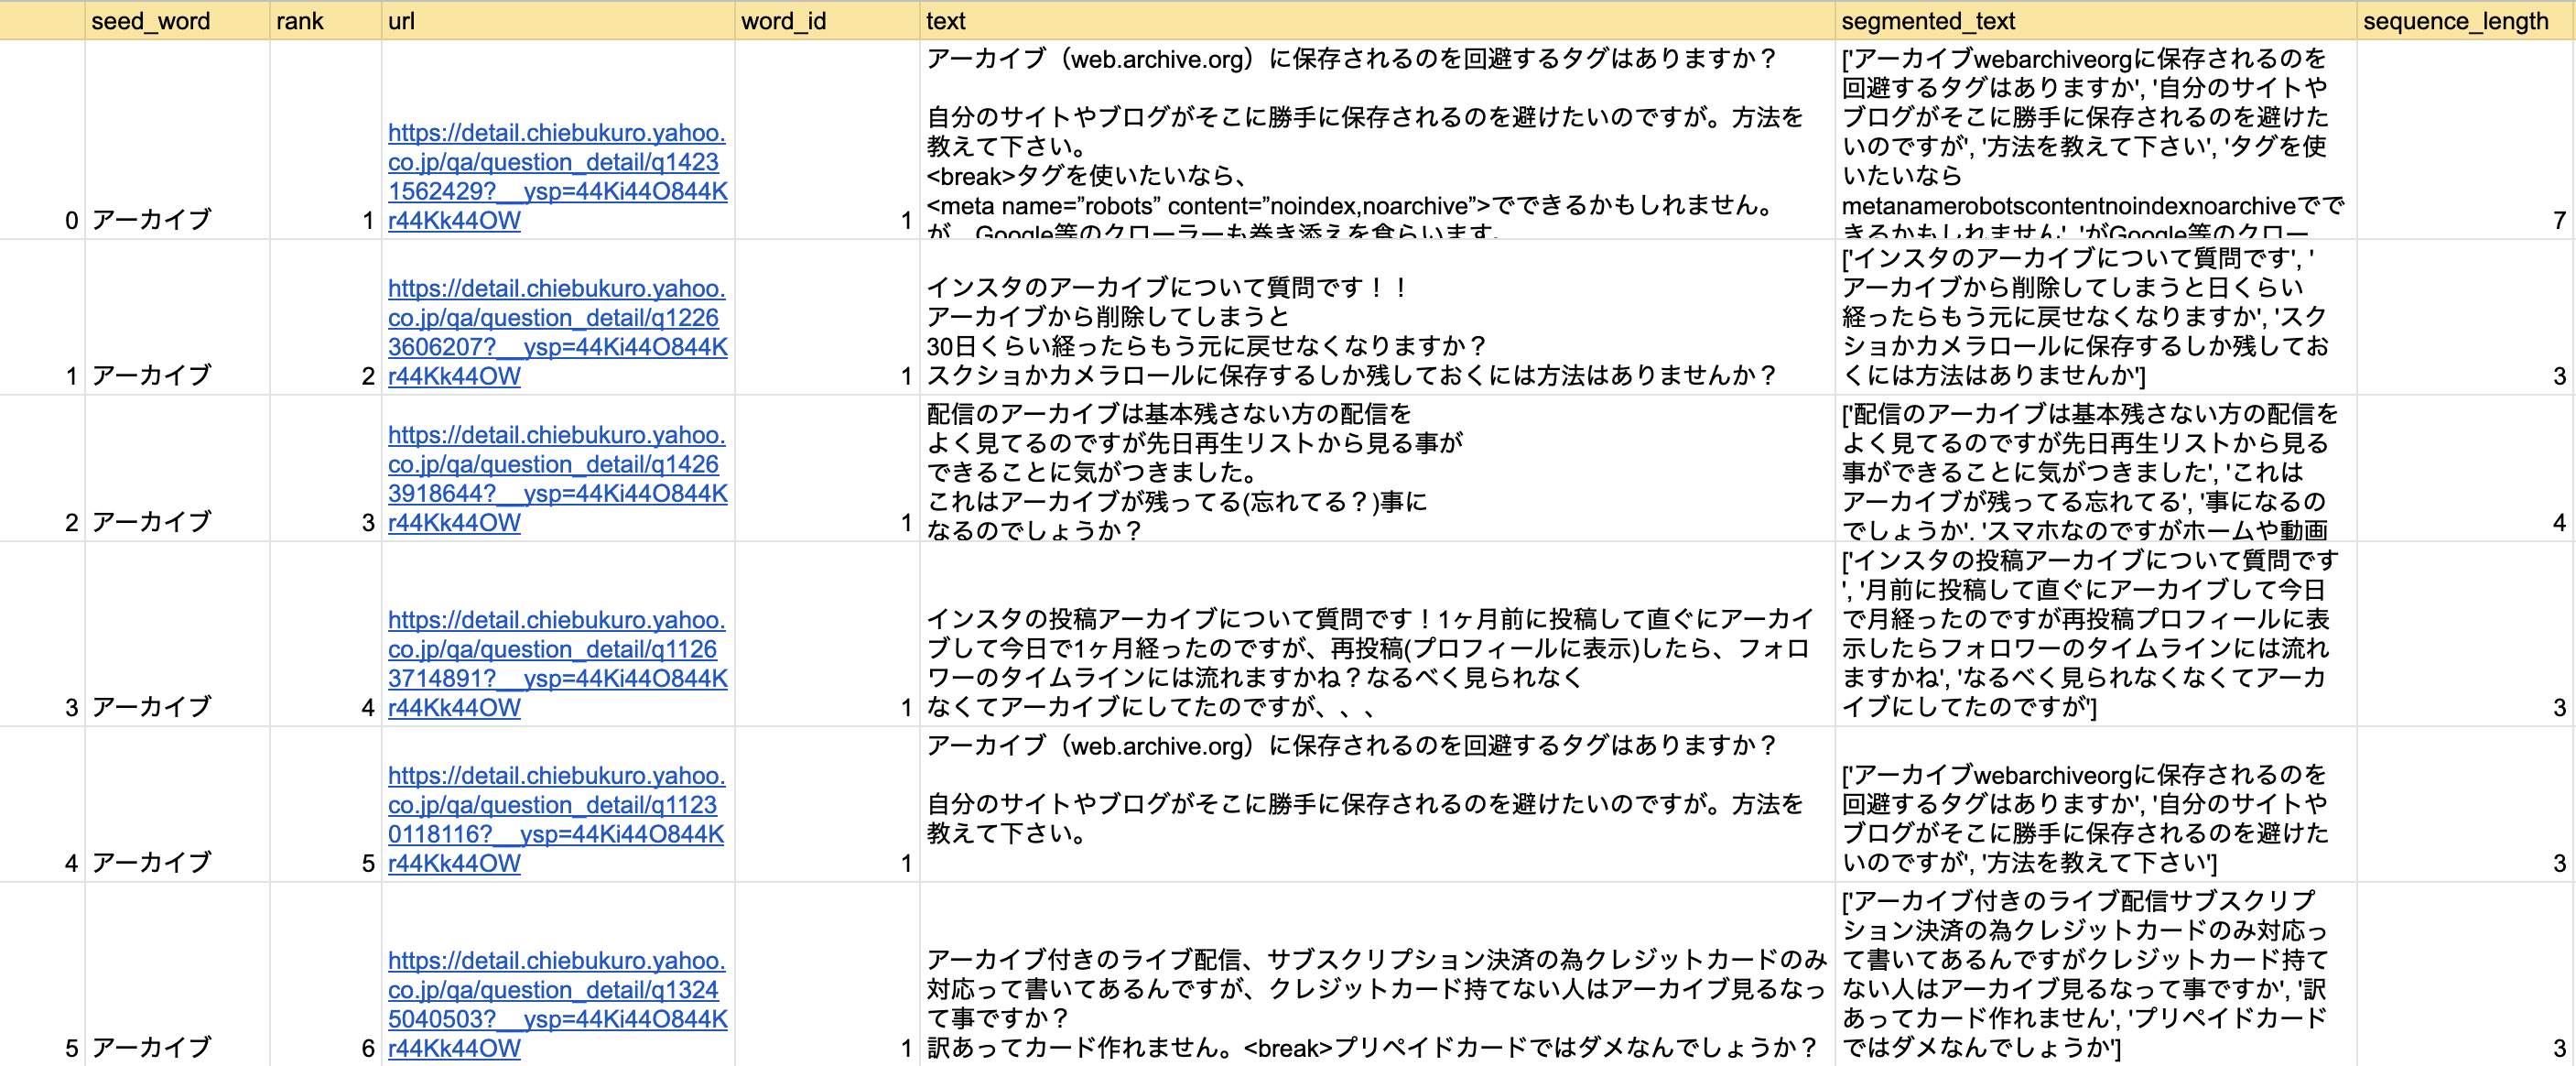 seed_word rank url word_id text segmented_text sequence_length
0 アーカイブ 1
https://detail.chiebukuro.yahoo.
co.jp/qa/question_detail/q1423
1562429?__ysp=44Ki44O844K
r44Kk44OW
1
アーカイブ（web.archive.org）に保存されるのを回避するタグはありますか？
自分のサイトやブログがそこに勝手に保存されるのを避けたいのですが。方法を
教えて下さい。
<break>タグを使いたいなら、
<meta name=”robots” content=”noindex,noarchive”>でできるかもしれません。
が、Google等のクローラーも巻き添えを食らいます。
['アーカイブwebarchiveorgに保存されるのを
回避するタグはありますか', '自分のサイトや
ブログがそこに勝手に保存されるのを避けた
いのですが', '方法を教えて下さい', 'タグを使
いたいなら
metanamerobotscontentnoindexnoarchiveでで
きるかもしれません', 'がGoogle等のクロー
7
1 アーカイブ 2
https://detail.chiebukuro.yahoo.
co.jp/qa/question_detail/q1226
3606207?__ysp=44Ki44O844K
r44Kk44OW
1
インスタのアーカイブについて質問です！！
アーカイブから削除してしまうと
30日くらい経ったらもう元に戻せなくなりますか？
スクショかカメラロールに保存するしか残しておくには方法はありませんか？
['インスタのアーカイブについて質問です', '
アーカイブから削除してしまうと日くらい
経ったらもう元に戻せなくなりますか', 'スク
ショかカメラロールに保存するしか残してお
くには方法はありませんか']
3
2 アーカイブ 3
https://detail.chiebukuro.yahoo.
co.jp/qa/question_detail/q1426
3918644?__ysp=44Ki44O844K
r44Kk44OW
1
配信のアーカイブは基本残さない方の配信を
よく見てるのですが先日再生リストから見る事が
できることに気がつきました。
これはアーカイブが残ってる(忘れてる？)事に
なるのでしょうか？
['配信のアーカイブは基本残さない方の配信を
よく見てるのですが先日再生リストから見る
事ができることに気がつきました', 'これは
アーカイブが残ってる忘れてる', '事になるの
でしょうか', 'スマホなのですがホームや動画
4
3 アーカイブ 4
https://detail.chiebukuro.yahoo.
co.jp/qa/question_detail/q1126
3714891?__ysp=44Ki44O844K
r44Kk44OW
1
インスタの投稿アーカイブについて質問です！1ヶ月前に投稿して直ぐにアーカイ
ブして今日で1ヶ月経ったのですが、再投稿(プロフィールに表示)したら、フォロ
ワーのタイムラインには流れますかね？なるべく見られなく
なくてアーカイブにしてたのですが、、、
['インスタの投稿アーカイブについて質問です
', '月前に投稿して直ぐにアーカイブして今日
で月経ったのですが再投稿プロフィールに表
示したらフォロワーのタイムラインには流れ
ますかね', 'なるべく見られなくなくてアーカ
イブにしてたのですが']
3
4 アーカイブ 5
https://detail.chiebukuro.yahoo.
co.jp/qa/question_detail/q1123
0118116?__ysp=44Ki44O844K
r44Kk44OW
1
アーカイブ（web.archive.org）に保存されるのを回避するタグはありますか？
自分のサイトやブログがそこに勝手に保存されるのを避けたいのですが。方法を
教えて下さい。
['アーカイブwebarchiveorgに保存されるのを
回避するタグはありますか', '自分のサイトや
ブログがそこに勝手に保存されるのを避けた
いのですが', '方法を教えて下さい']
3
5 アーカイブ 6
https://detail.chiebukuro.yahoo.
co.jp/qa/question_detail/q1324
5040503?__ysp=44Ki44O844K
r44Kk44OW
1
アーカイブ付きのライブ配信、サブスクリプション決済の為クレジットカードのみ
対応って書いてあるんですが、クレジットカード持てない人はアーカイブ見るなっ
て事ですか？
訳あってカード作れません。<break>プリペイドカードではダメなんでしょうか？
['アーカイブ付きのライブ配信サブスクリプ
ション決済の為クレジットカードのみ対応っ
て書いてあるんですがクレジットカード持て
ない人はアーカイブ見るなって事ですか', '訳
あってカード作れません', 'プリペイドカード
ではダメなんでしょうか']
3